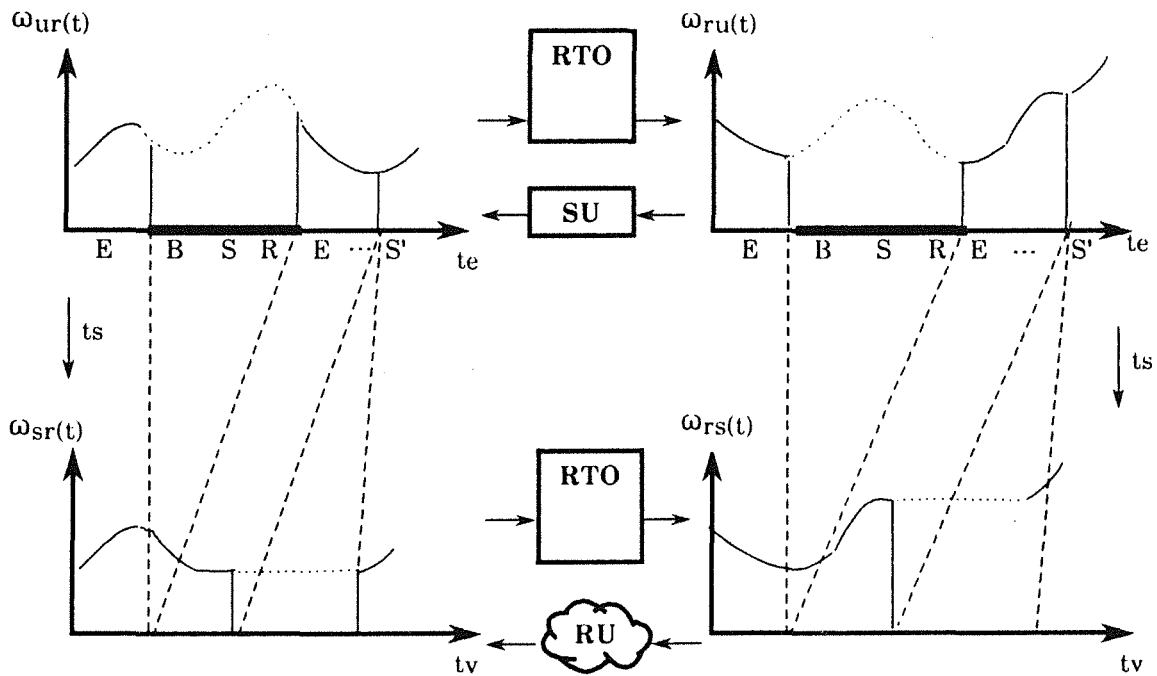 ωur(t)
RTO
ωru(t)
SU
E B S R E ... S'
te
E B S R E ... S'
te
ts
ts
ωsr(t)
RTO
ωrs(t)
RU
tv
tv